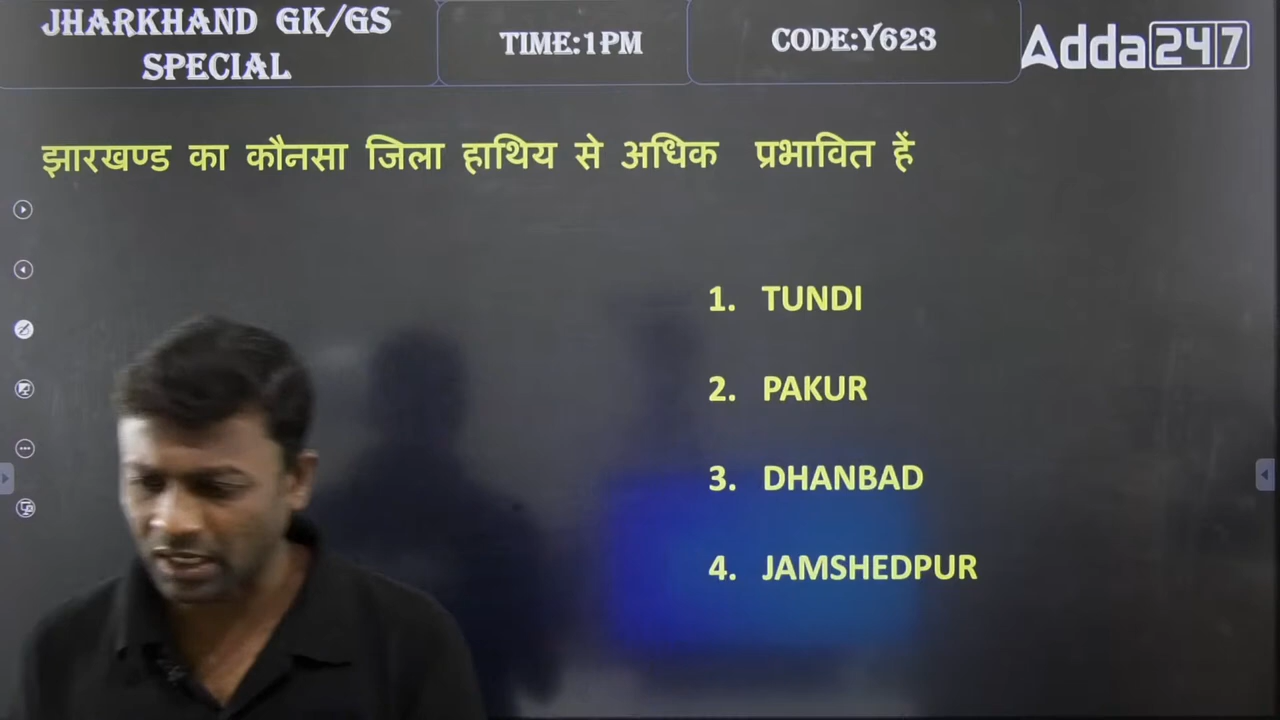 JHARKHAND GK/GS
SPECIAL
TIME:1PM
CODE:Y623
Adda247
झारखण्ड का कौनसा जिला हाथिय से अधिक प्रभावित हें
1. TUNDI
2. PAKUR
3. DHANBAD
4. JAMSHEDPUR